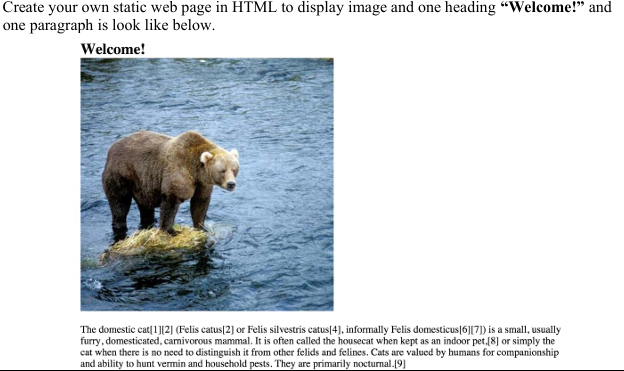 Create your own static web page in HTML to display image and one heading “Welcome!” and
one paragraph is look like below.
Welcome!
The domestic cat[1][2] (Felis catus[2] or Felis silvestris catus[4], informally Felis domesticus[6][7]) is a small, usually
furry, domesticated, carnivorous mammal. It is often called the housecat when kept as an indoor pet,[8] or simply the
cat when there is no need to distinguish it from other felids and felines. Cats are valued by humans for companionship
and ability to hunt vermin and household pests. They are primarily nocturnal.[9]